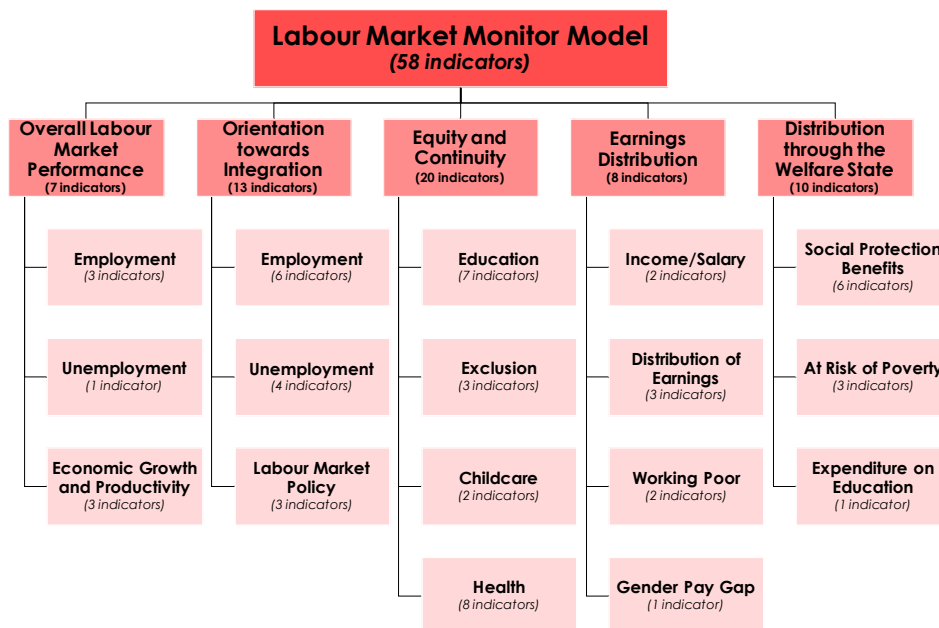 Labour Market Monitor Model
(58 indicators)
Overall Labour
Market
Performance
(7 indicators)
Orientation
towards
Integration
(13 indicators)
Equity and
Continuity
(20 indicators)
Earnings
Distribution
(8 indicators)
Distribution
through the
Welfare State
(10 indicators)
Employment
(3 indicators)
Employment
(6 indicators)
Education
(7 indicators)
Income/Salary
(2 indicators)
Social Protection
Benefits
(6 indicators)
Unemployment
(1 indicator)
Unemployment
(4 indicators)
Exclusion
(3 indicators)
Distribution of
Earnings
(3 indicators)
At Risk of Poverty
(3 indicators)
Economic Growth
and Productivity
(3 indicators)
Labour Market
Policy
(3 indicators)
Childcare
(2 indicators)
Working Poor
(2 indicators)
Expenditure on
Education
(1 indicator)
Health
(8 indicators)
Gender Pay Gap
(1 indicator)